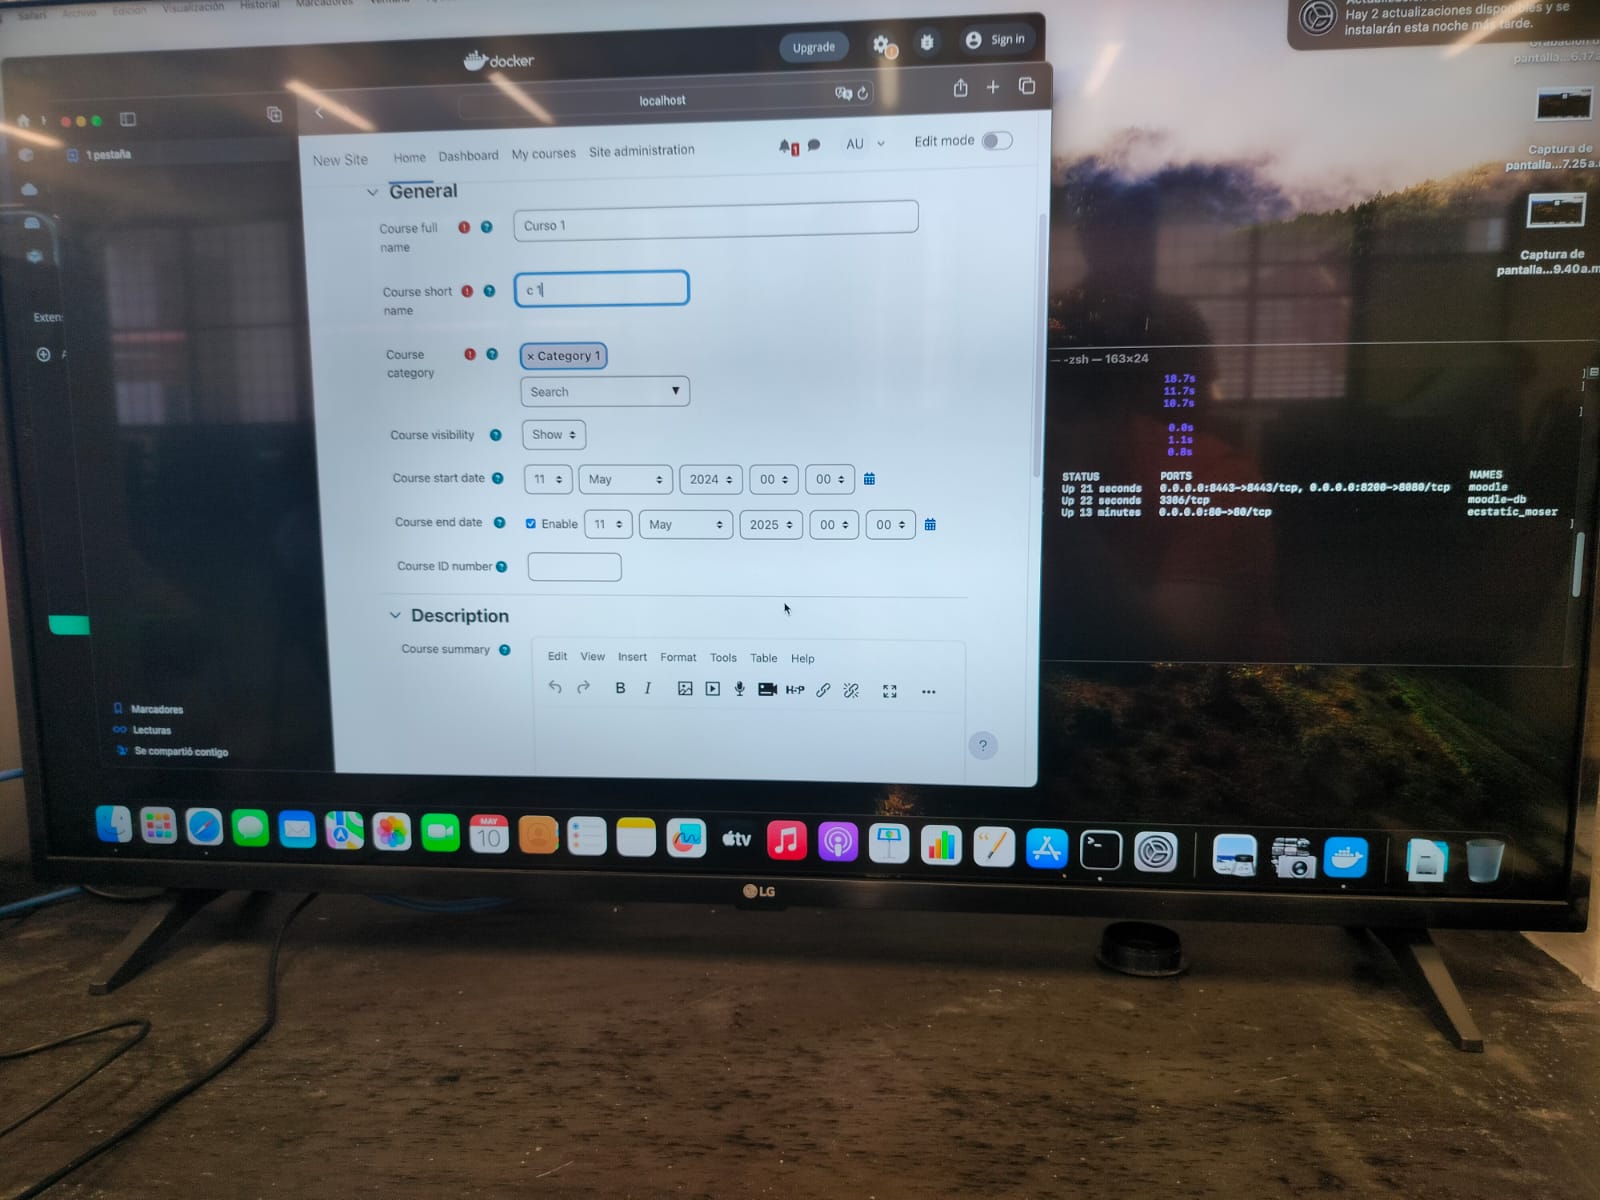 Safari Archivo Edición Visualización Historial Marcadores
Hay 2 actualizaciones disponibles y se
instalarán esta noche más tarde.
docker
Upgrade
Sign in
localhost
1 pestaña
New Site
Home
Dashboard
My courses
Site administration
1
AU
Edit mode
General
Course full name
Curso 1
Course short name
c 1
Course category
× Category 1
Search
Course visibility
Show
Course start date
11 May 2024 00 00
Course end date
Enable 11 May 2025 00 00
Course ID number
Description
Course summary
Edit View Insert Format Tools Table Help
B I H-P
?
Exten
Marcadores
Lecturas
Se compartió contigo
pantalla...6.17a
Captura de
pantalla...7.25a.
Captura de
pantalla...9.40a.m
-zsh — 163×24
18.7s
11.7s
10.7s
0.0s
1.1s
0.8s
STATUS PORTS NAMES
Up 21 seconds 0.0.0.0:8443->8443/tcp, 0.0.0.0:8200->8080/tcp moodle
Up 22 seconds 3306/tcp moodle-db
Up 13 minutes 0.0.0.0:80->80/tcp ecstatic_moser
MAY
10
tv
LG